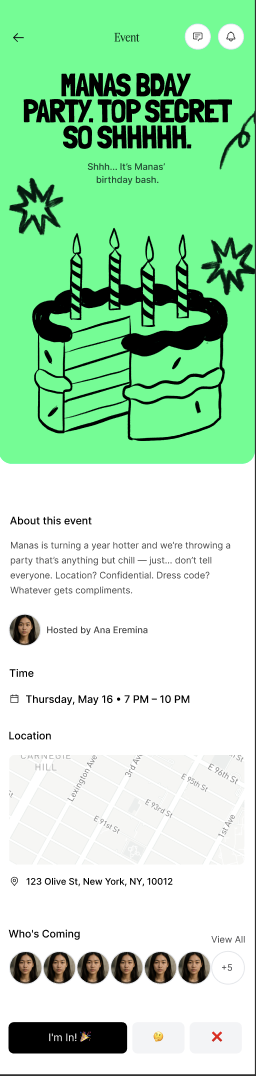 Event
MANAS BDAY
PARTY. TOP SECRET
SO SHHHHH.
Shhh... It's Manas'
birthday bash.
About this event
Manas is turning a year hotter and we're throwing a
party that's anything but chill — just... don't tell
everyone. Location? Confidential. Dress code?
Whatever gets compliments.
Hosted by Ana Eremina
Time
Thursday, May 16 • 7 PM – 10 PM
Location
CARNEGIE
HILL
Lexington Ave
3rd Ave
E 96th St
E 95th St
E 93rd St
E 91st St
1st Ave
123 Olive St, New York, NY, 10012
Who's Coming
View All
+5
I'm In! 🎉